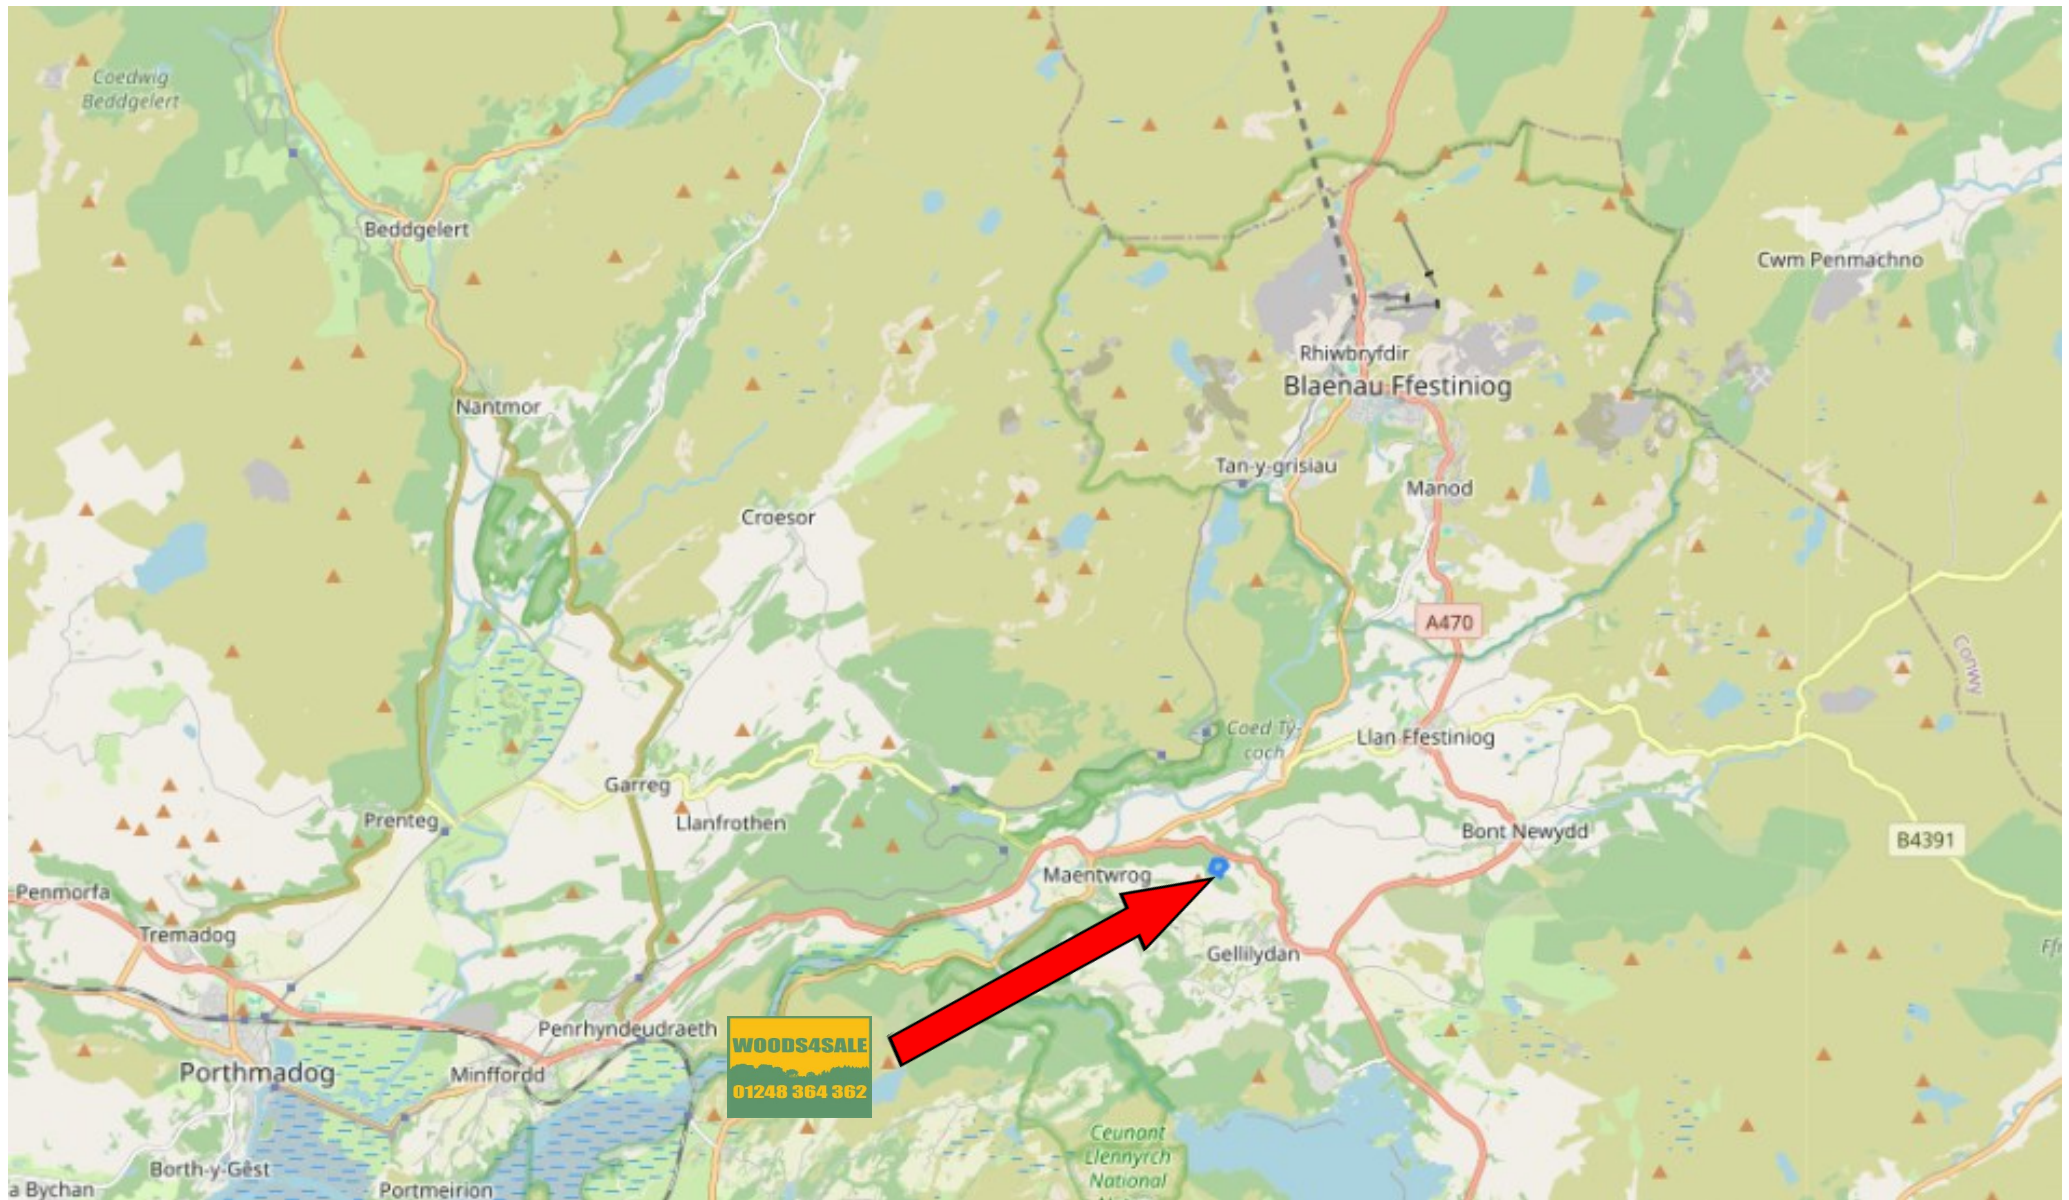 Coedwig
Beddgelert
Beddgelert
Cwm Penmachno
Rhiwbryfdir
Blaenau Ffestiniog
Nantmor
Tan-y-grisiau
Manod
Croesor
A470
Conwy
Coed Ty-
coch
Llan Ffestiniog
Garreg
Prenteg
Llanfrothen
Bont Newydd
B4391
Maentwrog
Penmorfa
Tremadog
Gellilydan
Penrhyndeudraeth
WOODS4SALE
01248 364 362
Porthmadog
Minffordd
Ceunant
Llennyrch
National
Borth-y-Gêst
a Bychan
Portmeirion